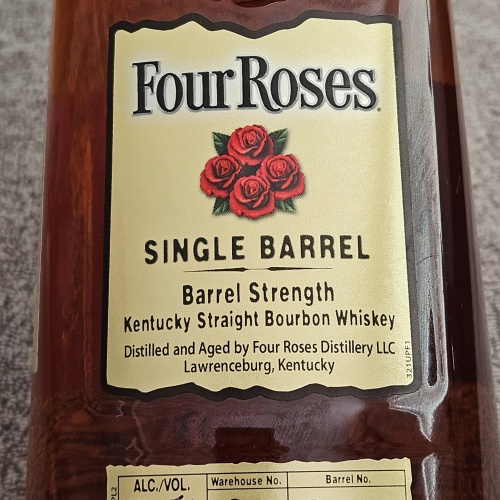 Four Roses
SINGLE BARREL
Barrel Strength
Kentucky Straight Bourbon Whiskey
Distilled and Aged by Four Roses Distillery LLC
Lawrenceburg, Kentucky
321UPF1
ALC./VOL. Warehouse No. Barrel No.